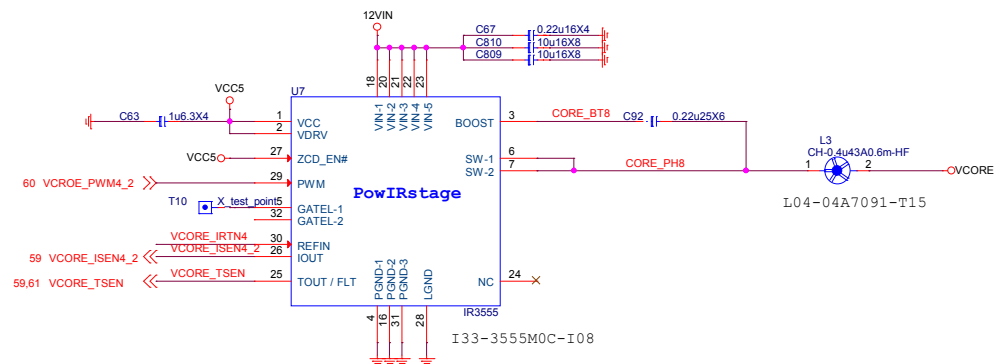 12VIN
C67 0.22u16X4
C810 10u16X8
C809 10u16X8
18 20 21 22 23
VCC5
U7
VIN-1 VIN-2 VIN-3 VIN-4 VIN-5
C63 1u6.3X4
1 VCC
2 VDRV
BOOST 3 CORE_BT8 C92 0.22u25X6
VCC5 27 ZCD_EN#
SW-1 6
SW-2 7 CORE_PH8
L3
CH-0.4u43A0.6m-HF
1 2 VCORE
L04-04A7091-T15
60 VCROE_PWM4_2 29 PWM
PowIRstage
T10 X_test_point 5 GATEL-1
32 GATEL-2
VCORE_IRTN4 30 REFIN
59 VCORE_ISEN4_2 VCORE_ISEN4_2 26 IOUT
59,61 VCORE_TSEN VCORE_TSEN 25 TOUT / FLT
NC 24
PGND-1 PGND-2 PGND-3 LGND
IR3555
4 16 31 28
I33-3555M0C-I08